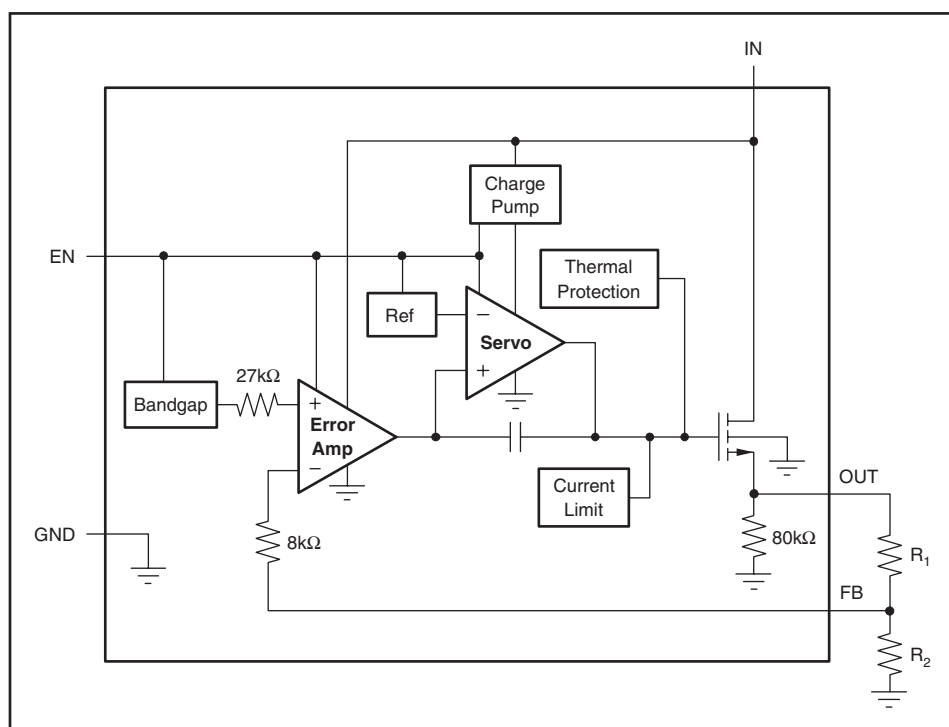 IN
Charge
Pump
EN
Thermal
Protection
Ref
−
Servo
+
27kΩ
Bandgap
+
Error
Amp
−
Current
Limit
OUT
GND
8kΩ
80kΩ
R1
FB
R2